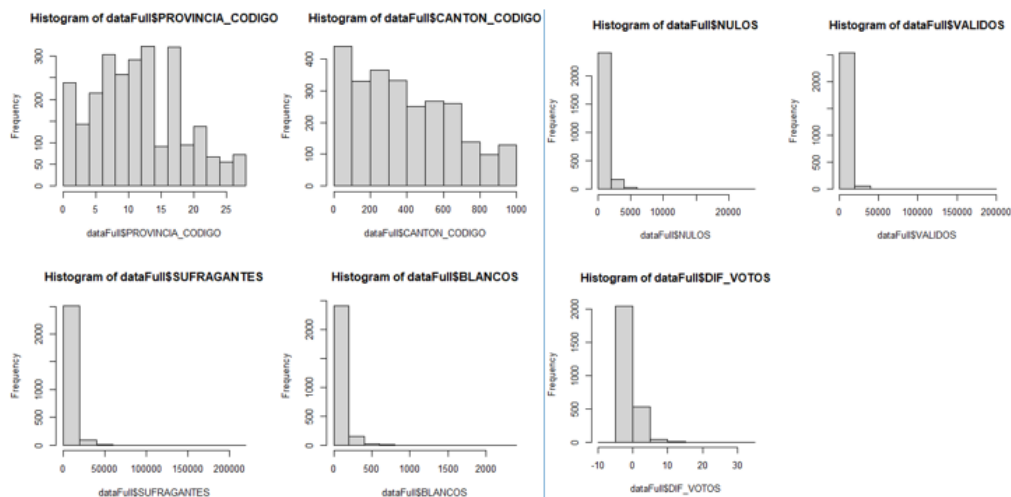 Histogram of dataFull$PROVINCIA_CODIGO
Frequency
0 50 100 150 200 300
0 5 10 15 20 25
dataFull$PROVINCIA_CODIGO
Histogram of dataFull$CANTON_CODIGO
Frequency
0 100 200 300 400
0 200 400 600 800 1000
dataFull$CANTON_CODIGO
Histogram of dataFull$NULOS
Frequency
0 500 1000 2000
0 5000 10000 20000
dataFull$NULOS
Histogram of dataFull$VALIDOS
Frequency
0 500 1000 2000
0 50000 100000 150000 200000
dataFull$VALIDOS
Histogram of dataFull$SUFRAGANTES
Frequency
0 500 1000 2000
0 50000 100000 200000
dataFull$SUFRAGANTES
Histogram of dataFull$BLANCOS
Frequency
0 500 1000 2000
0 500 1000 2000
dataFull$BLANCOS
Histogram of dataFull$DIF_VOTOS
Frequency
0 500 1000 1500 2000
-10 0 10 20 30
dataFull$DIF_VOTOS